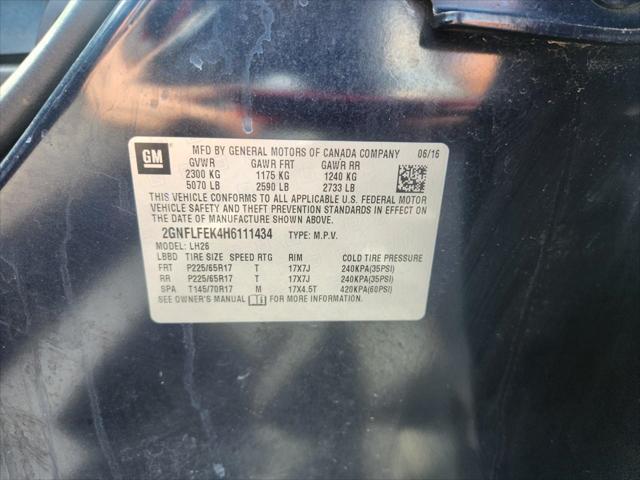 GM
MFD BY GENERAL MOTORS OF CANADA COMPANY 06/16
GVWR GAWR FRT GAWR RR
2300 KG 1175 KG 1240 KG
5070 LB 2590 LB 2733 LB
THIS VEHICLE CONFORMS TO ALL APPLICABLE U.S. FEDERAL MOTOR
VEHICLE SAFETY AND THEFT PREVENTION STANDARDS IN EFFECT ON
THE DATE OF MANUFACTURE SHOWN ABOVE.
2GNFLFEK4H6111434 TYPE: M.P.V.
MODEL: LH26
LBBD TIRE SIZE SPEED RTG RIM COLD TIRE PRESSURE
FRT P225/65R17 T 17X7J 240KPA(35PSI)
RR P225/65R17 T 17X7J 240KPA(35PSI)
SPA T145/70R17 M 17X4.5T 420KPA(60PSI)
SEE OWNER'S MANUAL FOR MORE INFORMATION.